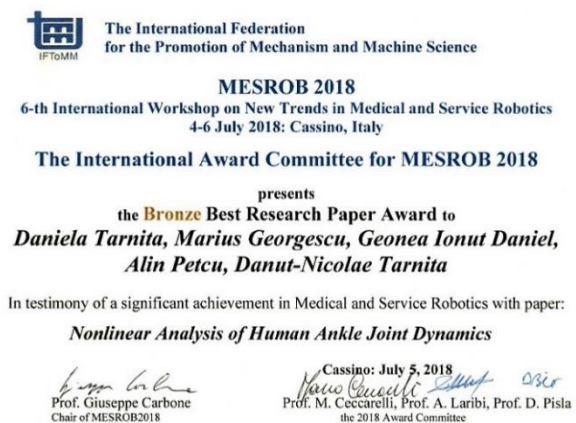 The International Federation
for the Promotion of Mechanism and Machine Science
IFToMM
MESROB 2018
6-th International Workshop on New Trends in Medical and Service Robotics
4-6 July 2018: Cassino, Italy
The International Award Committee for MESROB 2018
presents
the Bronze Best Research Paper Award to
Daniela Tarnita, Marius Georgescu, Geonea Ionut Daniel,
Alin Petcu, Danut-Nicolae Tarnita
In testimony of a significant achievement in Medical and Service Robotics with paper:
Nonlinear Analysis of Human Ankle Joint Dynamics
Cassino: July 5, 2018
Prof. Giuseppe Carbone
Chair of MESROB2018
Prof. M. Ceccarelli, Prof. A. Laribi, Prof. D. Pisla
the 2018 Award Committee